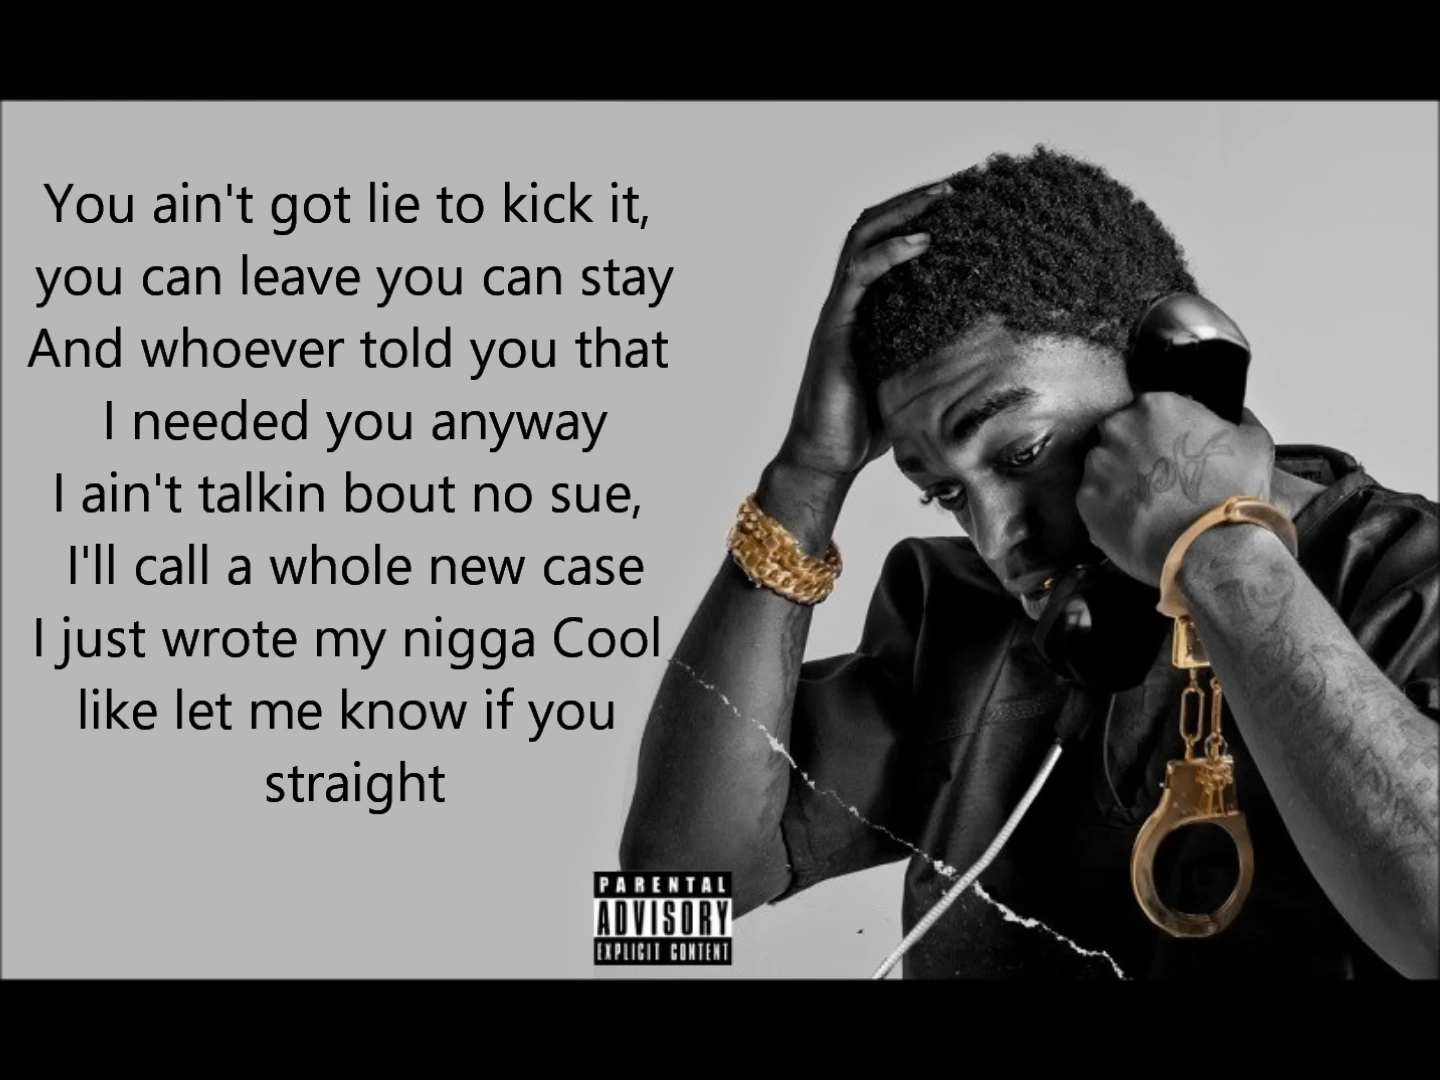 You ain't got lie to kick it,
you can leave you can stay
And whoever told you that
I needed you anyway
I ain't talkin bout no sue,
I'll call a whole new case
I just wrote my nigga Cool
like let me know if you
straight
PARENTAL
ADVISORY
EXPLICIT CONTENT